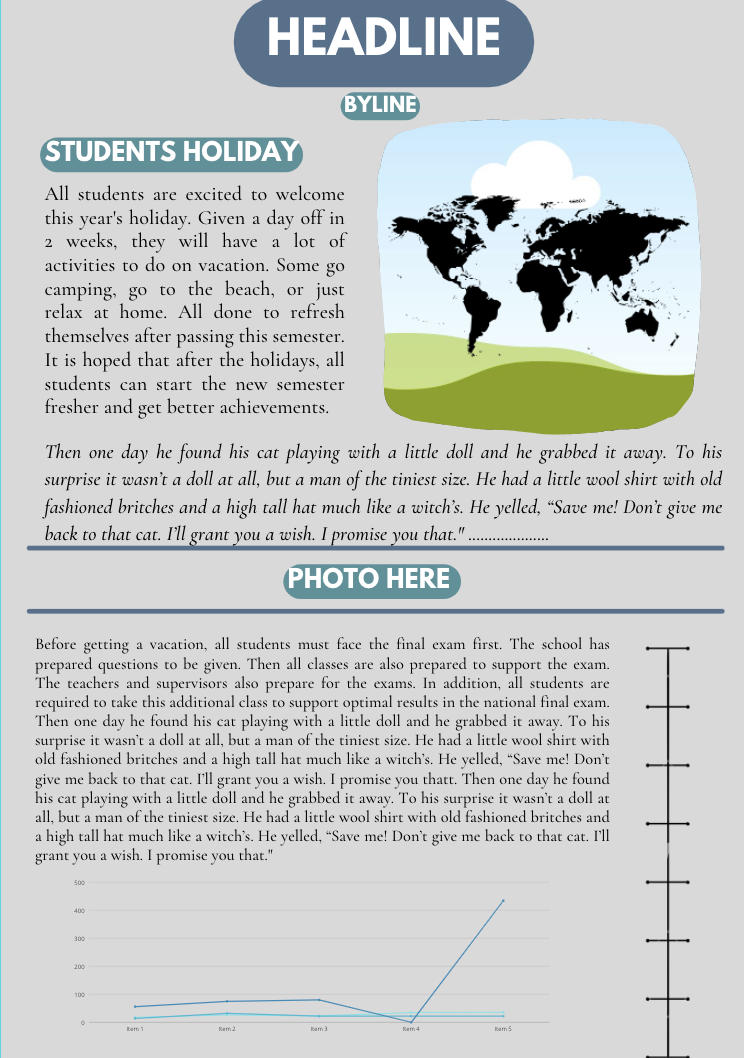 HEADLINE
BYLINE
STUDENTS HOLIDAY
All students are excited to welcome
this year's holiday. Given a day off in
2 weeks, they will have a lot of
activities to do on vacation. Some go
camping, go to the beach, or just
relax at home. All done to refresh
themselves after passing this semester.
It is hoped that after the holidays, all
students can start the new semester
fresher and get better achievements.
Then one day he found his cat playing with a little doll and he grabbed it away. To his
surprise it wasn’t a doll at all, but a man of the tiniest size. He had a little wool shirt with old
fashioned britches and a high tall hat much like a witch’s. He yelled, “Save me! Don’t give me
back to that cat. I’ll grant you a wish. I promise you that." ....................
PHOTO HERE
Before getting a vacation, all students must face the final exam first. The school has
prepared questions to be given. Then all classes are also prepared to support the exam.
The teachers and supervisors also prepare for the exams. In addition, all students are
required to take this additional class to support optimal results in the national final exam.
Then one day he found his cat playing with a little doll and he grabbed it away. To his
surprise it wasn’t a doll at all, but a man of the tiniest size. He had a little wool shirt with
old fashioned britches and a high tall hat much like a witch’s. He yelled, “Save me! Don’t
give me back to that cat. I’ll grant you a wish. I promise you thatt. Then one day he found
his cat playing with a little doll and he grabbed it away. To his surprise it wasn’t a doll at
all, but a man of the tiniest size. He had a little wool shirt with old fashioned britches and
a high tall hat much like a witch’s. He yelled, “Save me! Don’t give me back to that cat. I’ll
grant you a wish. I promise you that."
500
400
300
200
100
0
Item 1 Item 2 Item 3 Item 4 Item 5